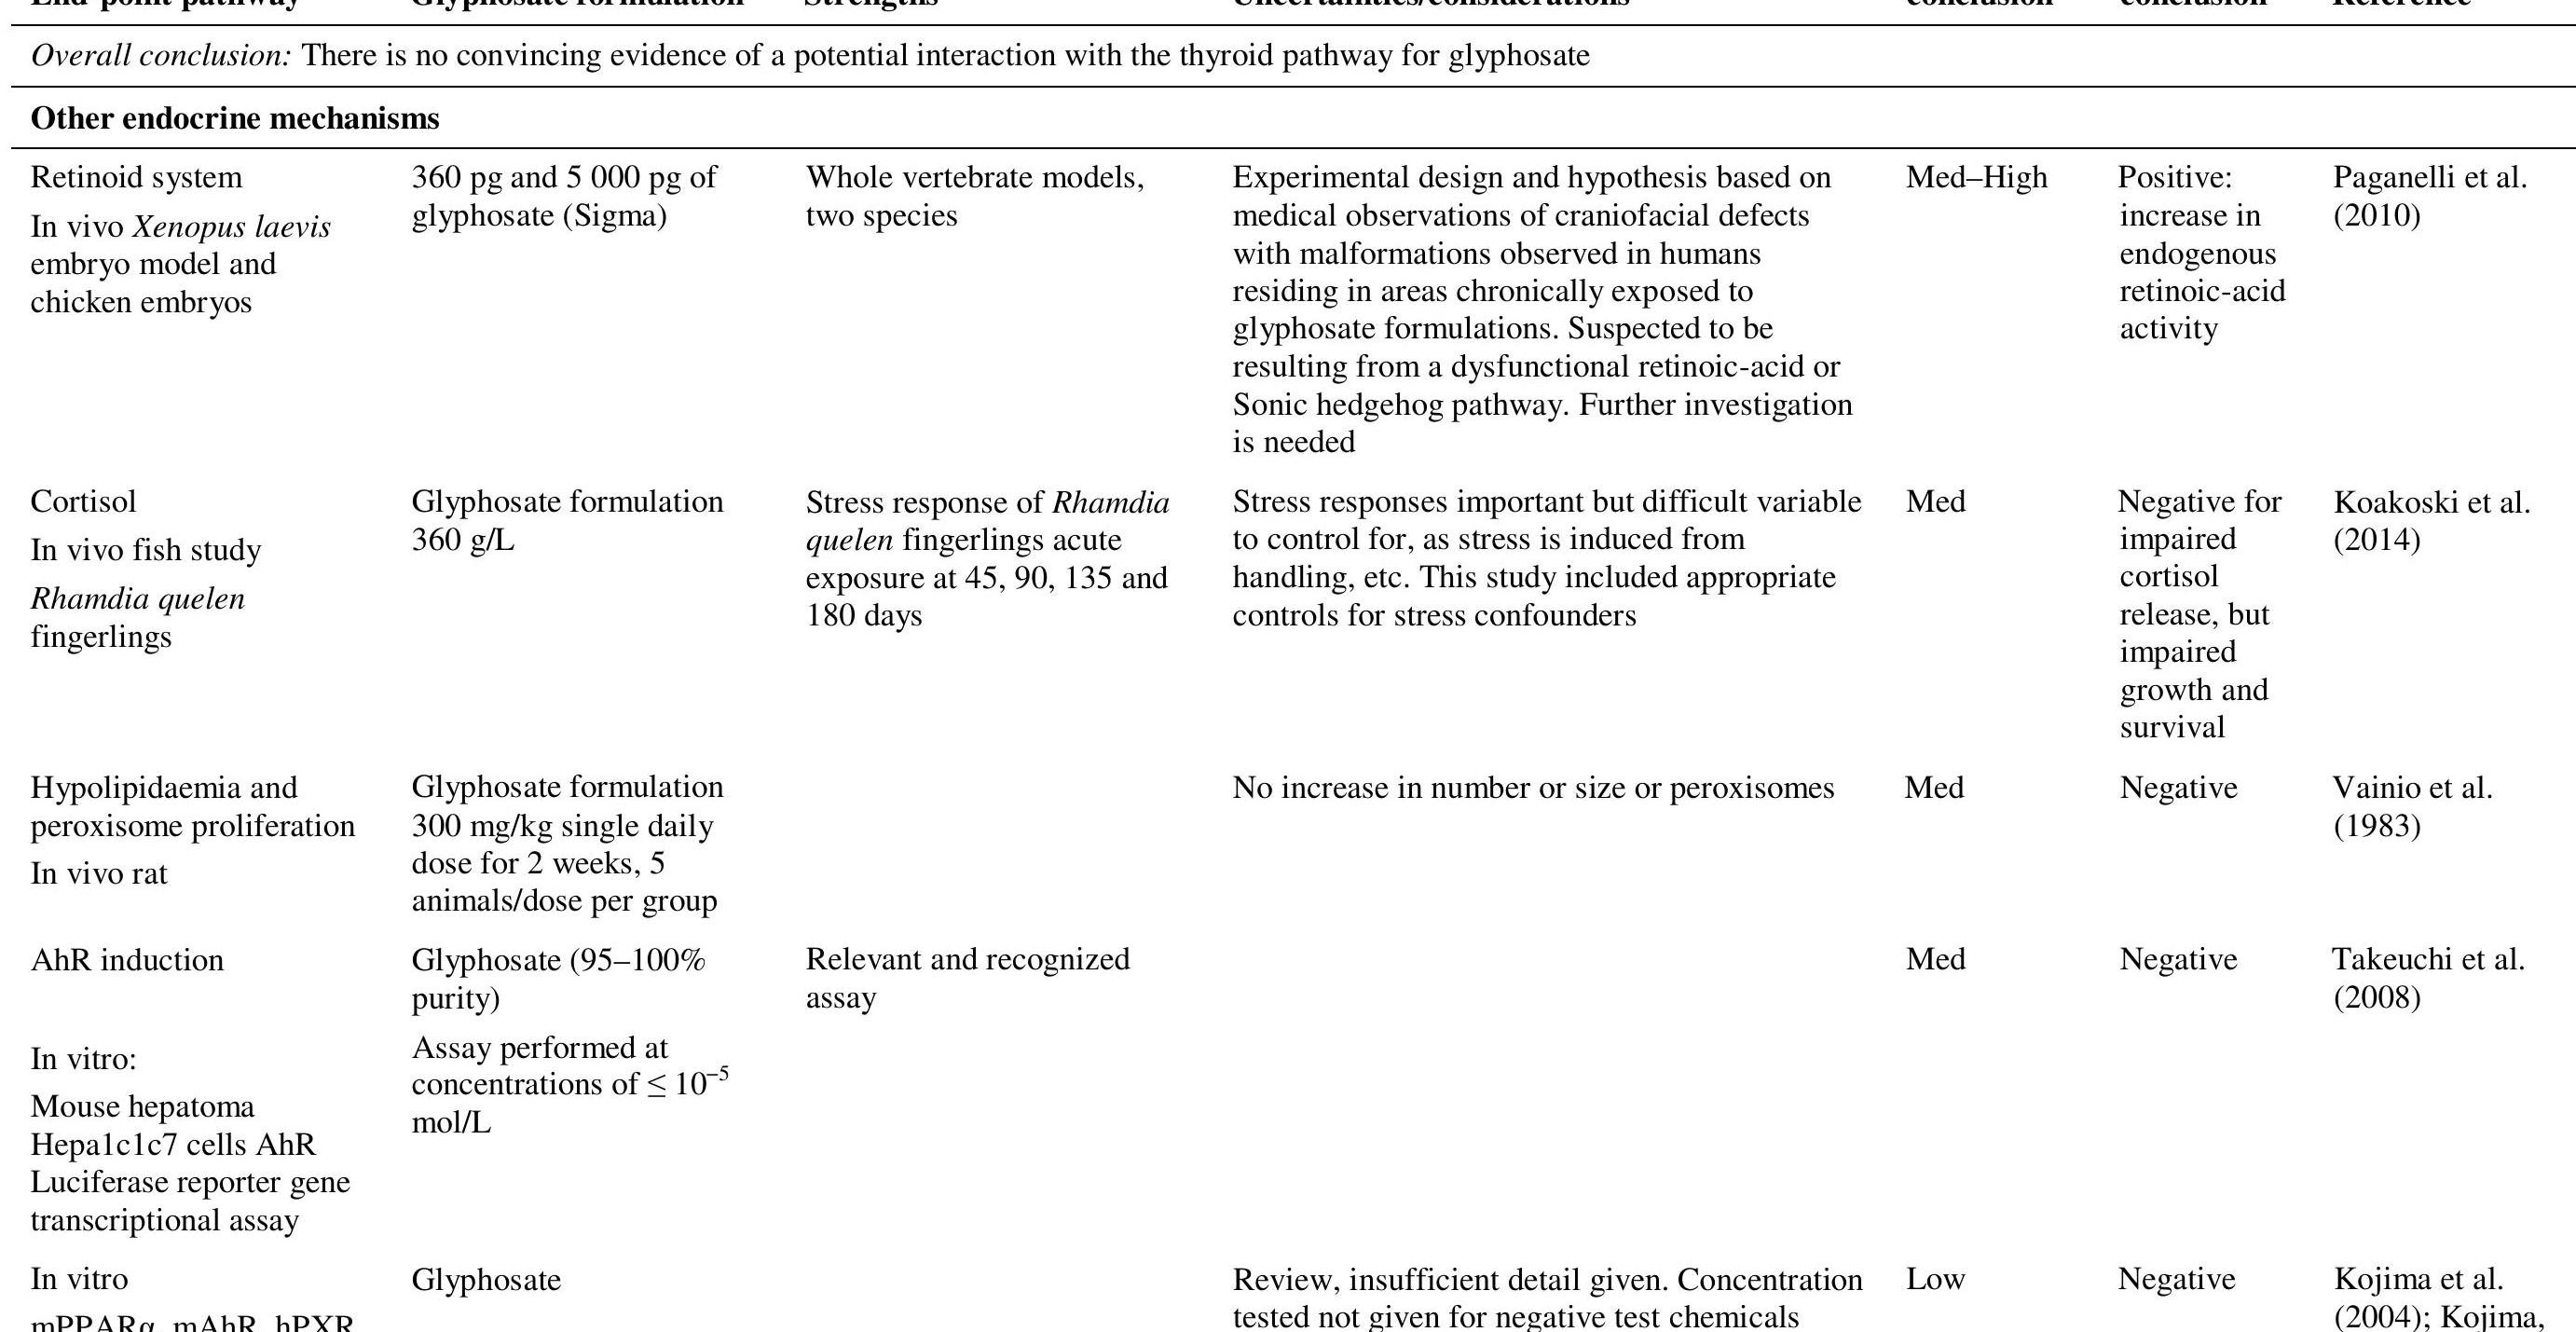 End-point pathway Glyphosate formulation Strengths Uncertainties/considerations conclusion conclusion Reference
Overall conclusion: There is no convincing evidence of a potential interaction with the thyroid pathway for glyphosate
Other endocrine mechanisms
Retinoid system
In vivo Xenopus laevis
embryo model and
chicken embryos
360 pg and 5 000 pg of
glyphosate (Sigma)
Whole vertebrate models,
two species
Experimental design and hypothesis based on
medical observations of craniofacial defects
with malformations observed in humans
residing in areas chronically exposed to
glyphosate formulations. Suspected to be
resulting from a dysfunctional retinoic-acid or
Sonic hedgehog pathway. Further investigation
is needed
Med–High
Positive:
increase in
endogenous
retinoic-acid
activity
Paganelli et al.
(2010)
Cortisol
In vivo fish study
Rhamdia quelen
fingerlings
Glyphosate formulation
360 g/L
Stress response of Rhamdia
quelen fingerlings acute
exposure at 45, 90, 135 and
180 days
Stress responses important but difficult variable
to control for, as stress is induced from
handling, etc. This study included appropriate
controls for stress confounders
Med
Negative for
impaired
cortisol
release, but
impaired
growth and
survival
Koakoski et al.
(2014)
Hypolipidaemia and
peroxisome proliferation
In vivo rat
Glyphosate formulation
300 mg/kg single daily
dose for 2 weeks, 5
animals/dose per group
No increase in number or size or peroxisomes
Med
Negative
Vainio et al.
(1983)
AhR induction
In vitro:
Mouse hepatoma
Hepa1c1c7 cells AhR
Luciferase reporter gene
transcriptional assay
Glyphosate (95–100%
purity)
Assay performed at
concentrations of ≤ 10⁻⁵
mol/L
Relevant and recognized
assay
Med
Negative
Takeuchi et al.
(2008)
In vitro
mPPARα, mAhR, hPXR
Glyphosate
Review, insufficient detail given. Concentration
tested not given for negative test chemicals
Low
Negative
Kojima et al.
(2004); Kojima,